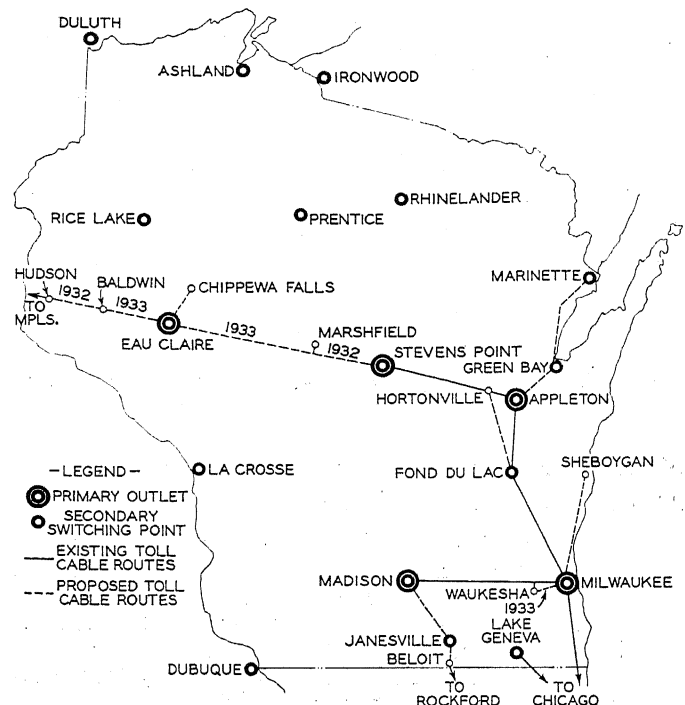 DULUTH
ASHLAND
IRONWOOD
RHINELANDER
RICE LAKE
PRENTICE
MARINETTE
HUDSON
1932
BALDWIN
1933
CHIPPEWA FALLS
TO
MPLS.
EAU CLAIRE
1933
MARSHFIELD
1932
STEVENS POINT
GREEN BAY
HORTONVILLE
APPLETON
LA CROSSE
FOND DU LAC
SHEBOYGAN
-LEGEND-
PRIMARY OUTLET
SECONDARY
SWITCHING POINT
EXISTING TOLL
CABLE ROUTES
PROPOSED TOLL
CABLE ROUTES
MADISON
WAUKESHA
1933
MILWAUKEE
JANESVILLE
LAKE
GENEVA
BELOIT
DUBUQUE
TO
ROCKFORD
TO
CHICAGO